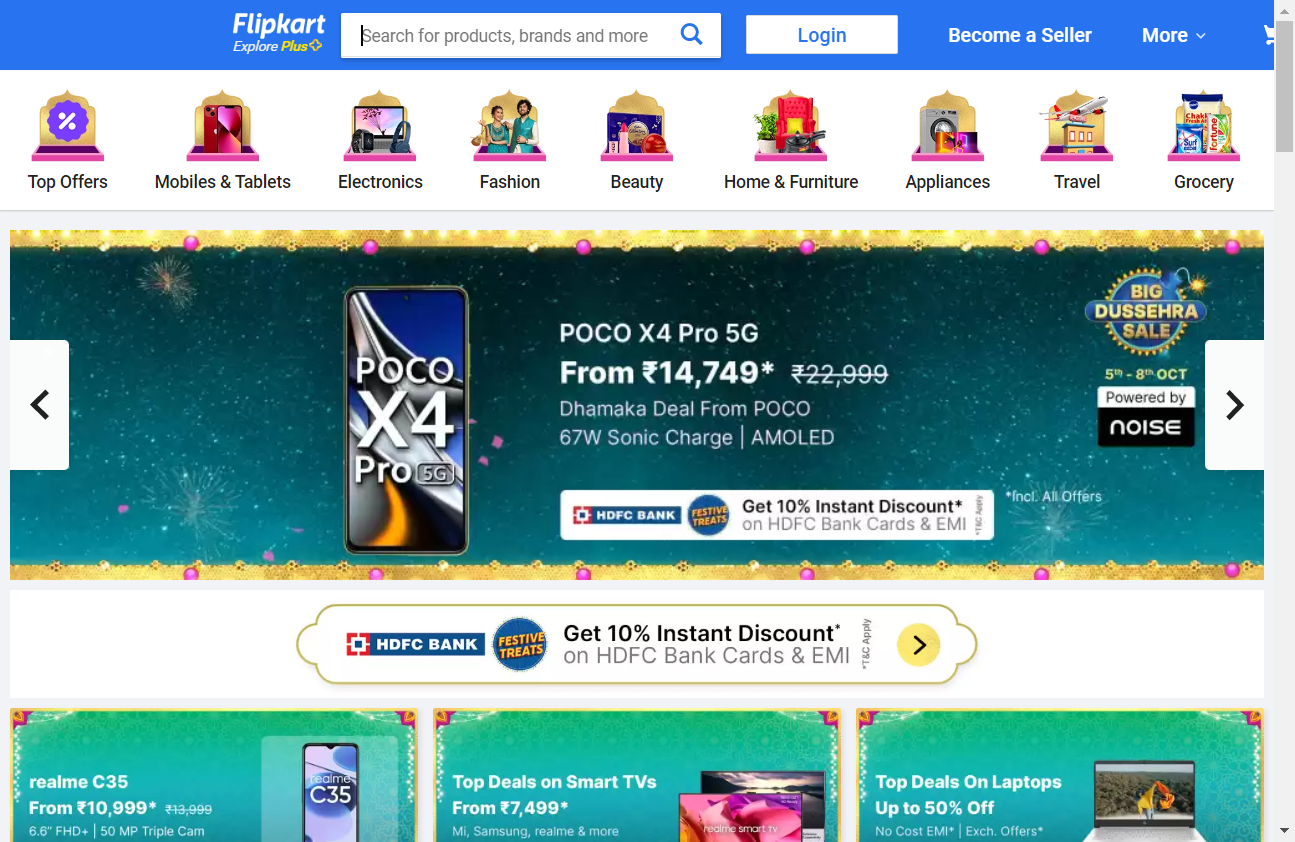 Flipkart
Explore Plus
Search for products, brands and more
Login
Become a Seller
More
Top Offers
Mobiles & Tablets
Electronics
Fashion
Beauty
Home & Furniture
Appliances
Travel
Grocery
POCO
X4
Pro 5G
POCO X4 Pro 5G
From ₹14,749* ₹22,999
Dhamaka Deal From POCO
67W Sonic Charge | AMOLED
HDFC BANK
FESTIVE
TREATS
Get 10% Instant Discount*
on HDFC Bank Cards & EMI
*T&C Apply
*Incl. All Offers
BIG
DUSSEHRA
SALE
5th - 8th OCT
Powered by
noise
HDFC BANK
FESTIVE
TREATS
Get 10% Instant Discount*
on HDFC Bank Cards & EMI
*T&C Apply
realme C35
From ₹10,999* ₹13,999
6.6” FHD+ | 50 MP Triple Cam
realme
C35
Top Deals on Smart TVs
From ₹7,499*
Mi, Samsung, realme & more
realme smart TV
Top Deals On Laptops
Up to 50% Off
No Cost EMI* | Exch. Offers*